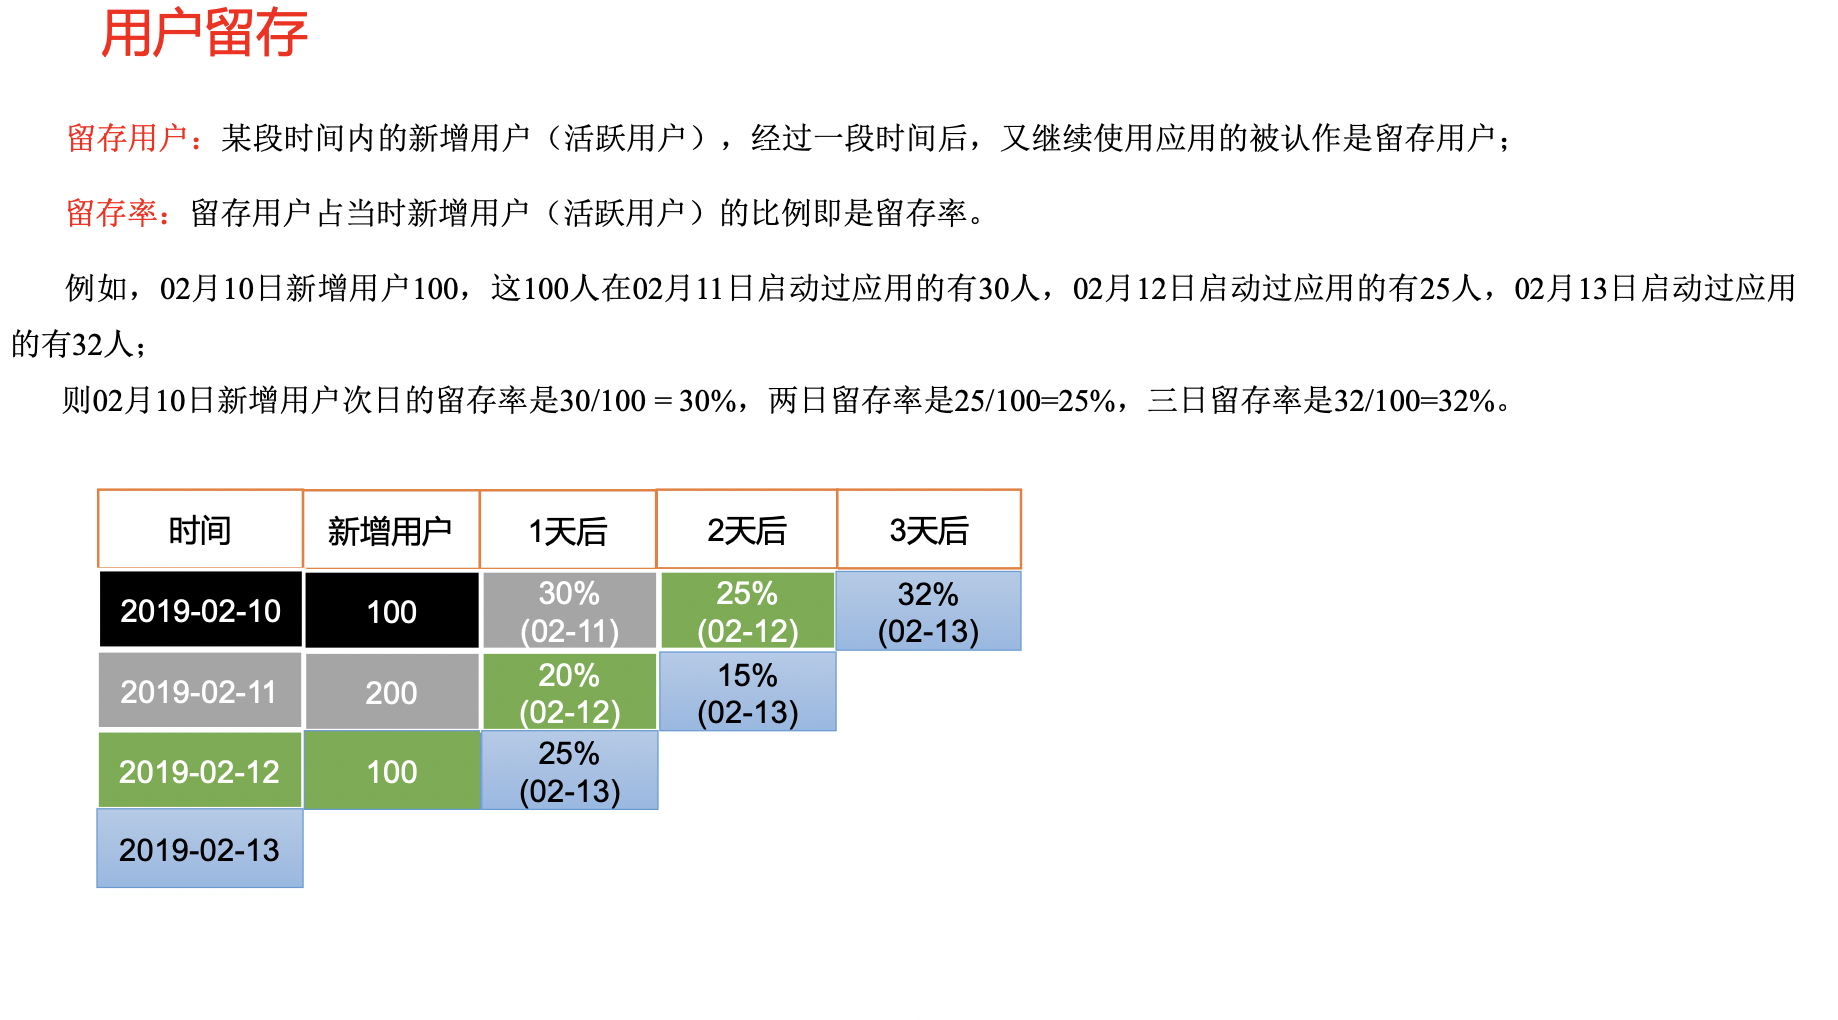 用户留存
留存用户：某段时间内的新增用户（活跃用户），经过一段时间后，又继续使用应用的被认作是留存用户；
留存率：留存用户占当时新增用户（活跃用户）的比例即是留存率。
例如，02月10日新增用户100，这100人在02月11日启动过应用的有30人，02月12日启动过应用的有25人，02月13日启动过应用
的有32人；
则02月10日新增用户次日的留存率是30/100 = 30%，两日留存率是25/100=25%，三日留存率是32/100=32%。
时间 新增用户 1天后 2天后 3天后
2019-02-10 100 30% (02-11) 25% (02-12) 32% (02-13)
2019-02-11 200 20% (02-12) 15% (02-13)
2019-02-12 100 25% (02-13)
2019-02-13